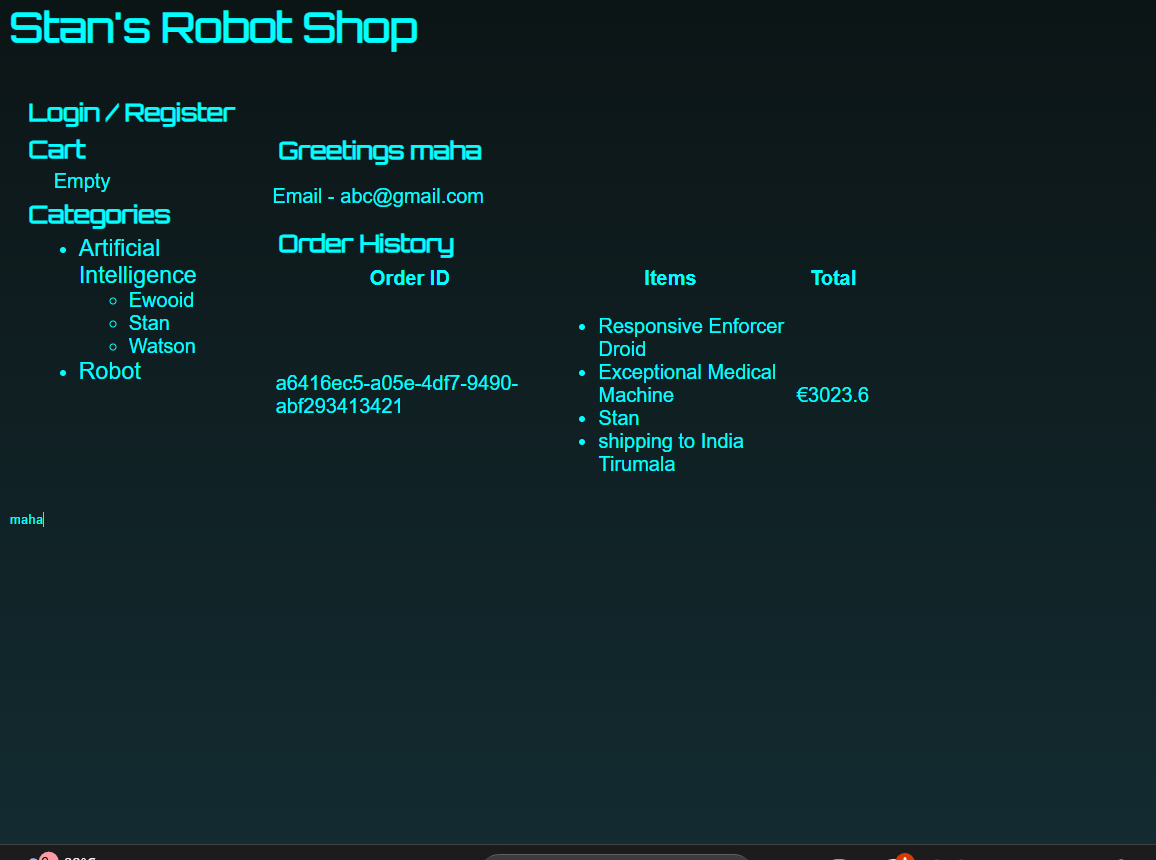 Stan's Robot Shop
Login / Register
Cart
Empty
Categories
Artificial
Intelligence
Ewooid
Stan
Watson
Robot
Greetings maha
Email - abc@gmail.com
Order History
Order ID Items Total
a6416ec5-a05e-4df7-9490-
abf293413421
Responsive Enforcer
Droid
Exceptional Medical
Machine
Stan
shipping to India
Tirumala
€3023.6
maha